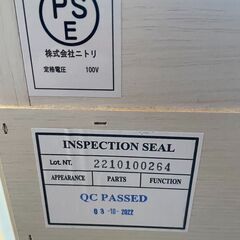 PS
E
株式会社ニトリ
定格電圧 100V
INSPECTION SEAL
Lot. NT. 2210100264
APPEARANCE PARTS FUNCTION
QC PASSED
03 -10- 2022